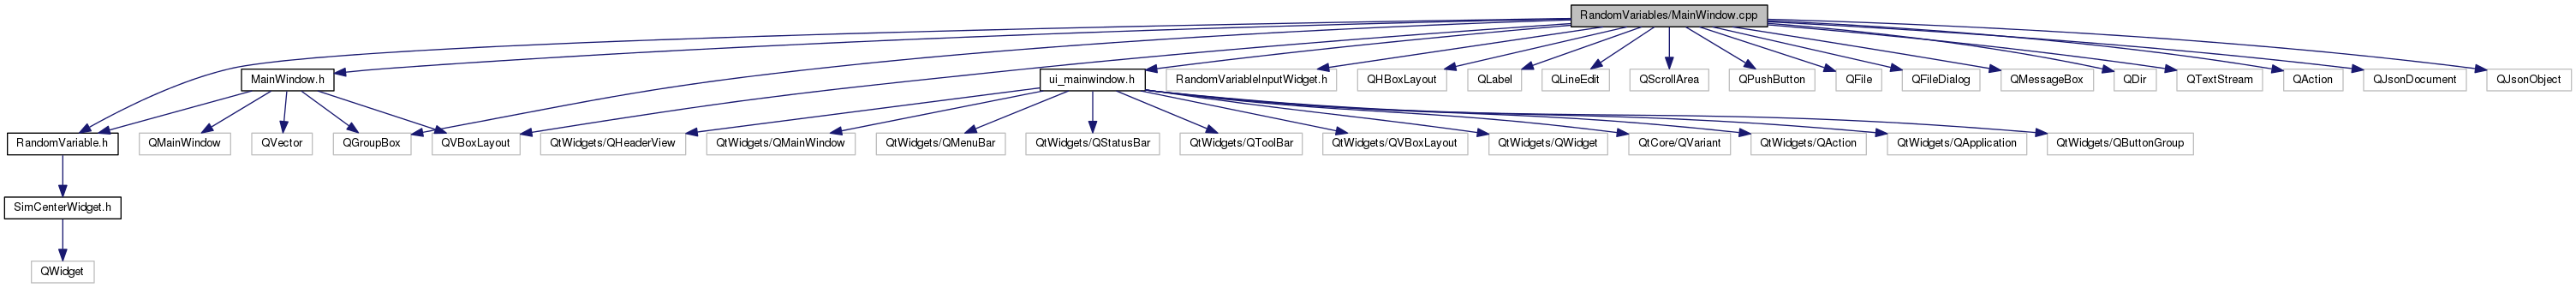 RandomVariables/MainWindow.cpp
MainWindow.h
ui_mainwindow.h
RandomVariableInputWidget.h
QHBoxLayout
QLabel
QLineEdit
QScrollArea
QPushButton
QFile
QFileDialog
QMessageBox
QDir
QTextStream
QAction
QJsonDocument
QJsonObject
RandomVariable.h
QMainWindow
QVector
QGroupBox
QVBoxLayout
QtWidgets/QHeaderView
QtWidgets/QMainWindow
QtWidgets/QMenuBar
QtWidgets/QStatusBar
QtWidgets/QToolBar
QtWidgets/QVBoxLayout
QtWidgets/QWidget
QtCore/QVariant
QtWidgets/QAction
QtWidgets/QApplication
QtWidgets/QButtonGroup
SimCenterWidget.h
QWidget